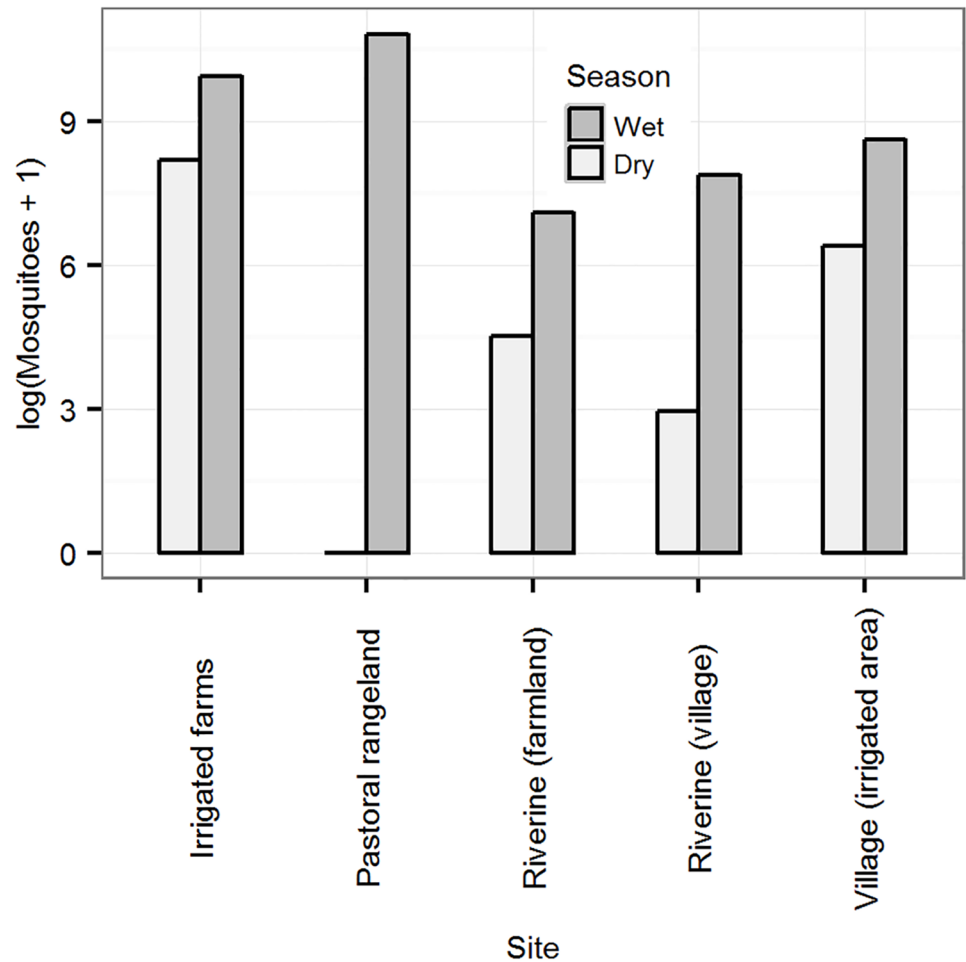 log(Mosquitoes + 1)
9
6
3
0
Season
Wet
Dry
Irrigated farms
Pastoral rangeland
Riverine (farmland)
Riverine (village)
Village (irrigated area)
Site